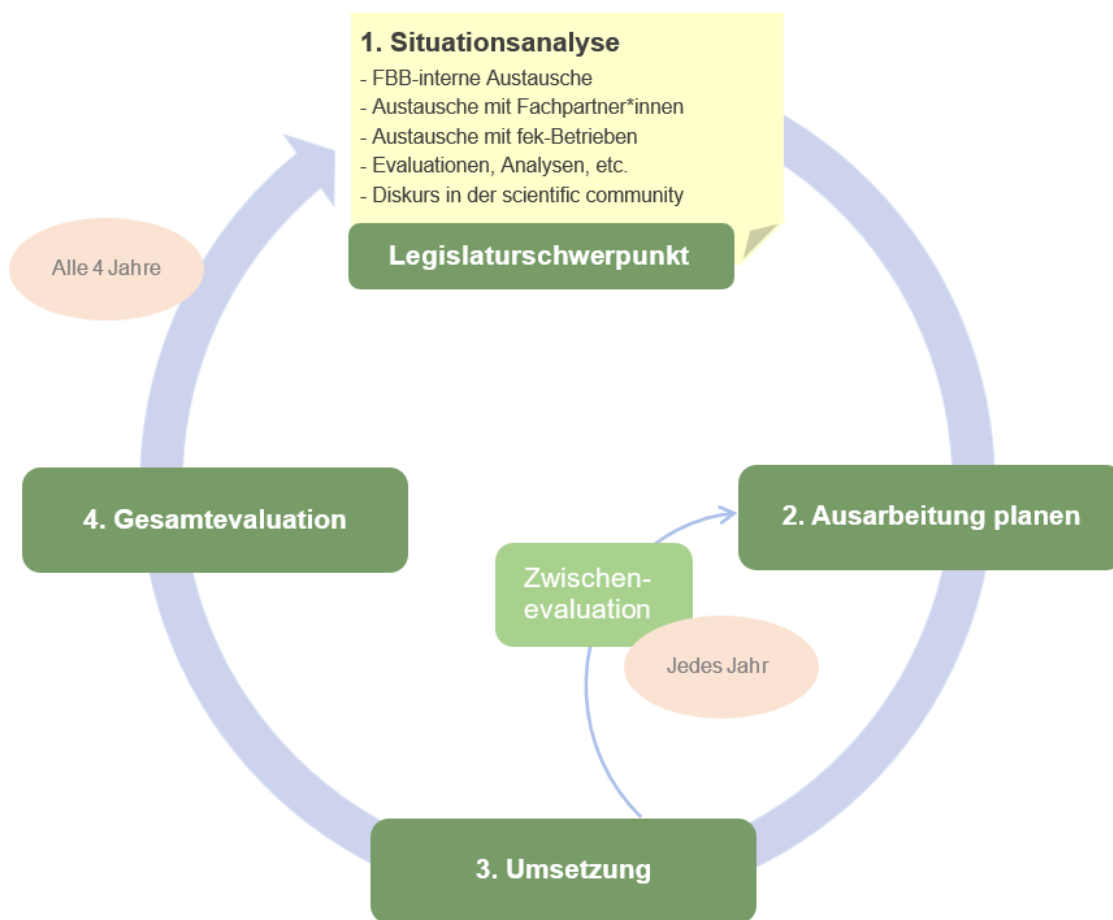 1. Situationsanalyse
- FBB-interne Austausche
- Austausche mit Fachpartner*innen
- Austausche mit fek-Betrieben
- Evaluationen, Analysen, etc.
- Diskurs in der scientific community
Legislaturschwerpunkt
Alle 4 Jahre
4. Gesamtevaluation
2. Ausarbeitung planen
Zwischen-
evaluation
Jedes Jahr
3. Umsetzung